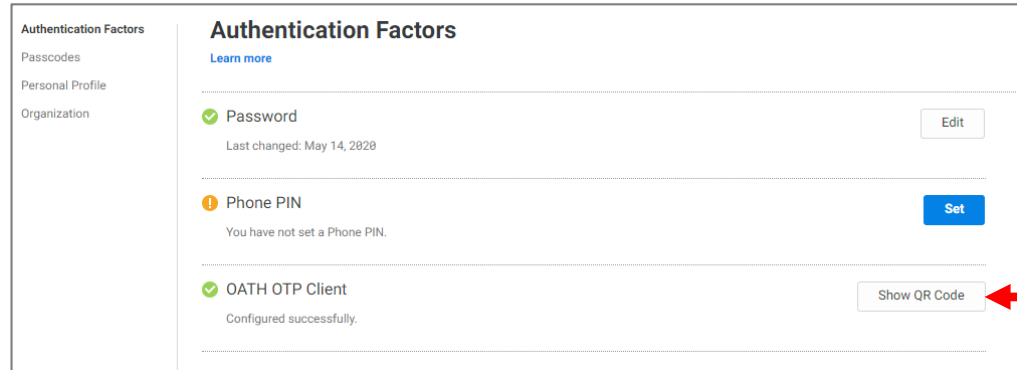 Authentication Factors
Passcodes
Personal Profile
Organization
Authentication Factors
Learn more
Password
Edit
Last changed: May 14, 2020
Phone PIN
Set
You have not set a Phone PIN.
OATH OTP Client
Show QR Code
Configured successfully.